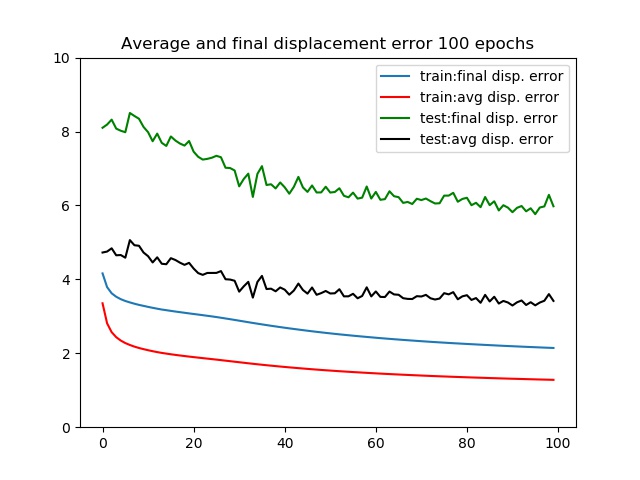 Average and final displacement error 100 epochs
train:final disp. error
train:avg disp. error
test:final disp. error
test:avg disp. error
10
8
6
4
2
0
0 20 40 60 80 100